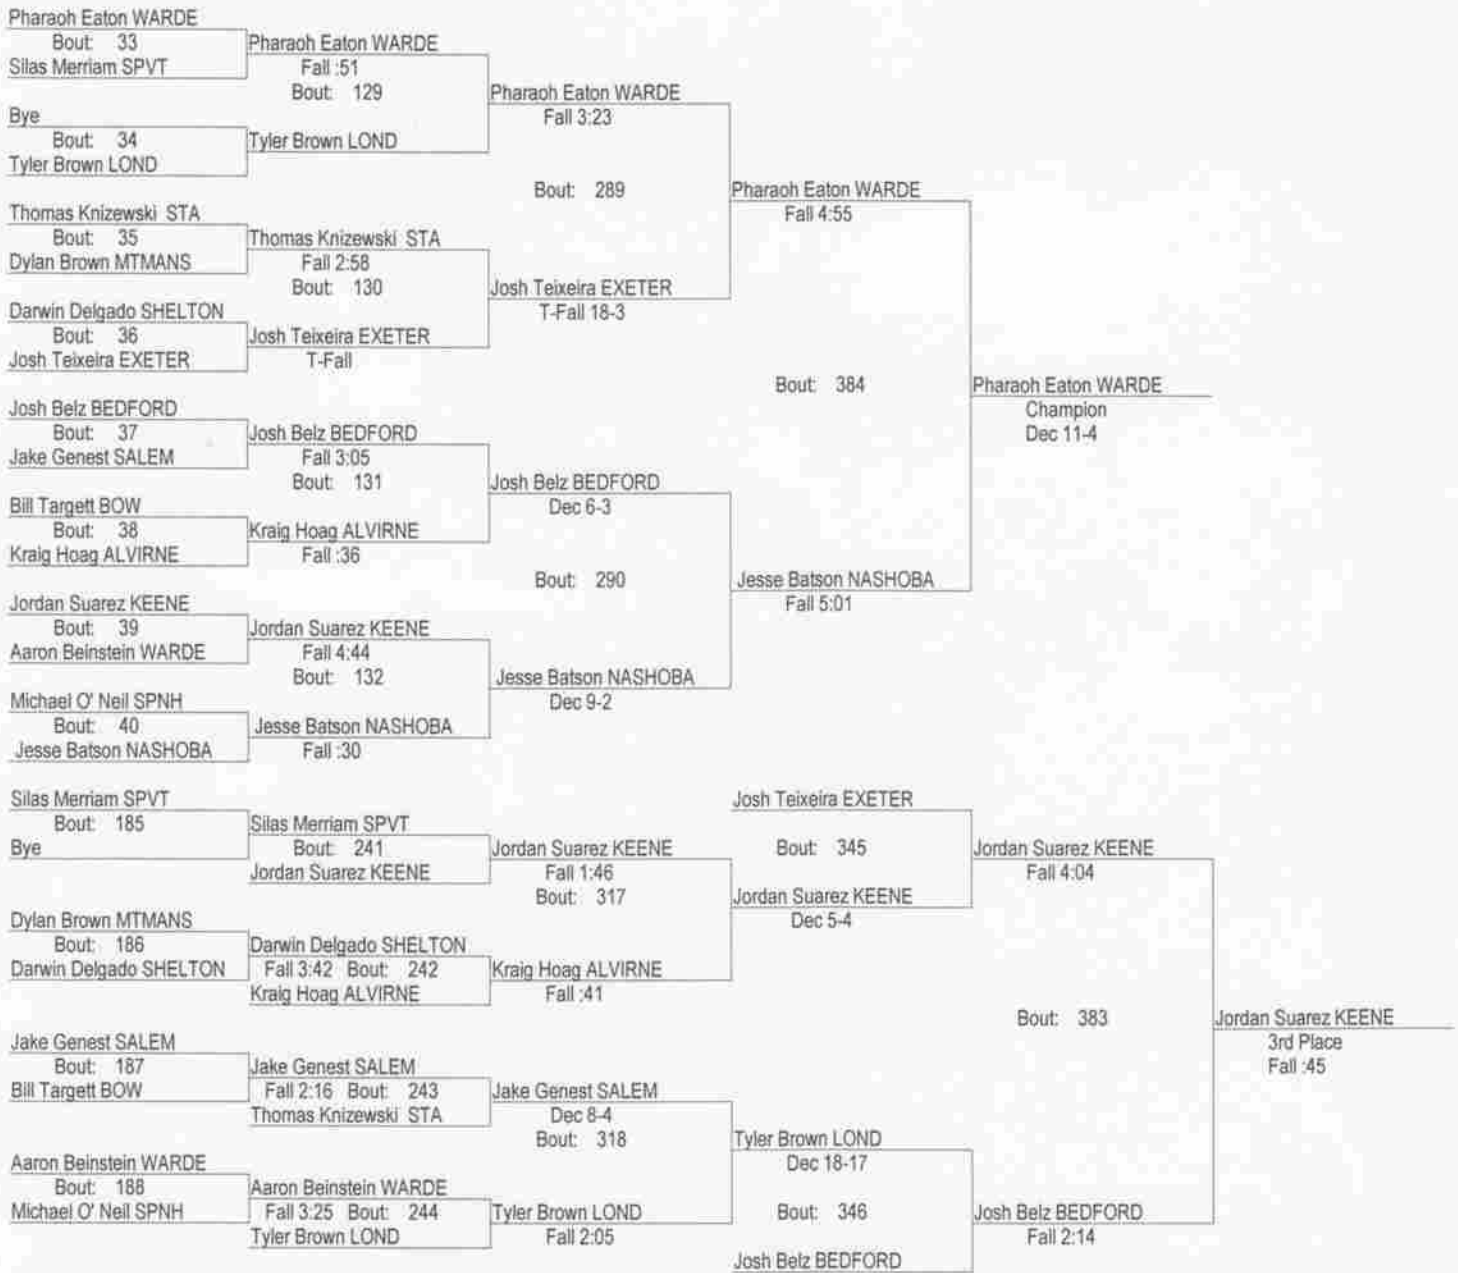 Pharaoh Eaton WARDE
Bout: 33
Silas Merriam SPVT
Pharaoh Eaton WARDE
Fall :51
Bout: 129
Bye
Bout: 34
Tyler Brown LOND
Tyler Brown LOND
Pharaoh Eaton WARDE
Fall 3:23
Bout: 289
Thomas Knizewski STA
Bout: 35
Dylan Brown MTMANS
Thomas Knizewski STA
Fall 2:58
Bout: 130
Darwin Delgado SHELTON
Bout: 36
Josh Teixeira EXETER
Josh Teixeira EXETER
T-Fall
Josh Teixeira EXETER
T-Fall 18-3
Pharaoh Eaton WARDE
Fall 4:55
Bout: 384
Pharaoh Eaton WARDE
Champion
Dec 11-4
Josh Belz BEDFORD
Bout: 37
Jake Genest SALEM
Josh Belz BEDFORD
Fall 3:05
Bout: 131
Bill Targett BOW
Bout: 38
Kraig Hoag ALVIRNE
Kraig Hoag ALVIRNE
Fall :36
Josh Belz BEDFORD
Dec 6-3
Bout: 290
Jordan Suarez KEENE
Bout: 39
Aaron Beinstein WARDE
Jordan Suarez KEENE
Fall 4:44
Bout: 132
Michael O' Neil SPNH
Bout: 40
Jesse Batson NASHOBA
Jesse Batson NASHOBA
Fall :30
Jesse Batson NASHOBA
Dec 9-2
Jesse Batson NASHOBA
Fall 5:01
Silas Merriam SPVT
Bout: 185
Bye
Silas Merriam SPVT
Bout: 241
Jordan Suarez KEENE
Jordan Suarez KEENE
Fall 1:46
Bout: 317
Dylan Brown MTMANS
Bout: 186
Darwin Delgado SHELTON
Darwin Delgado SHELTON
Fall 3:42 Bout: 242
Kraig Hoag ALVIRNE
Kraig Hoag ALVIRNE
Fall :41
Josh Teixeira EXETER
Bout: 345
Jordan Suarez KEENE
Dec 5-4
Jordan Suarez KEENE
Fall 4:04
Bout: 383
Jordan Suarez KEENE
3rd Place
Fall :45
Jake Genest SALEM
Bout: 187
Bill Targett BOW
Jake Genest SALEM
Fall 2:16 Bout: 243
Thomas Knizewski STA
Jake Genest SALEM
Dec 8-4
Bout: 318
Aaron Beinstein WARDE
Bout: 188
Michael O' Neil SPNH
Aaron Beinstein WARDE
Fall 3:25 Bout: 244
Tyler Brown LOND
Tyler Brown LOND
Fall 2:05
Tyler Brown LOND
Dec 18-17
Bout: 346
Josh Belz BEDFORD
Josh Belz BEDFORD
Fall 2:14